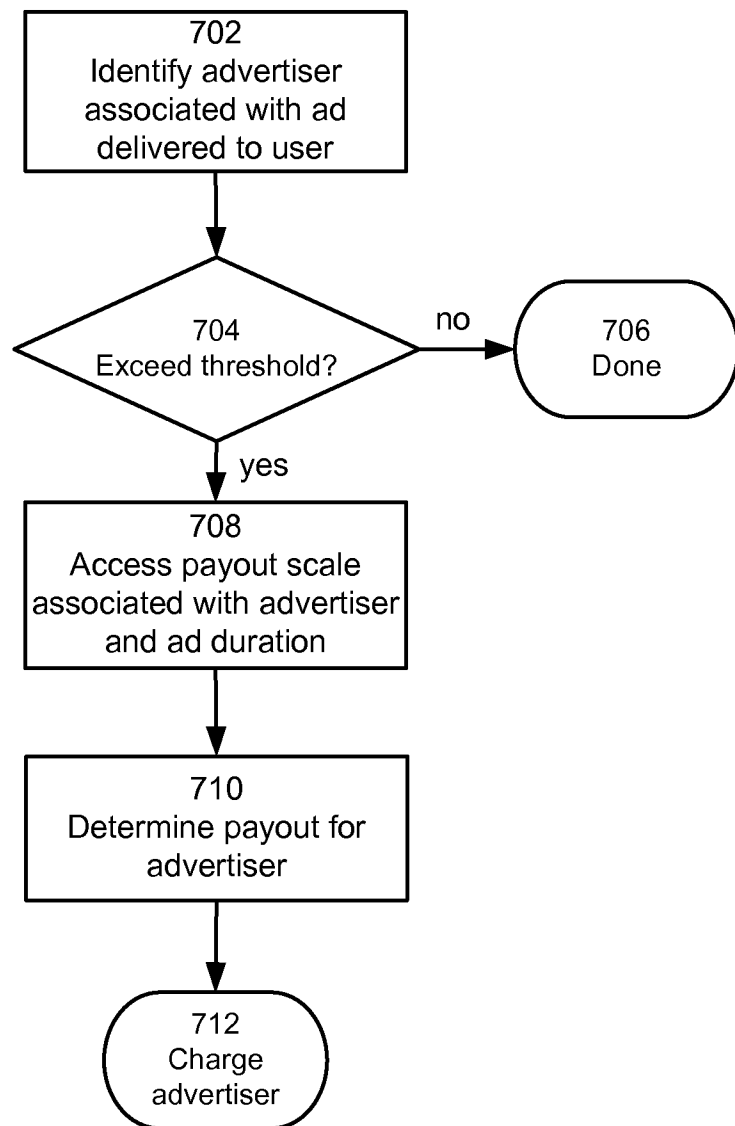 702
Identify advertiser
associated with ad
delivered to user
704
Exceed threshold?
no
706
Done
yes
708
Access payout scale
associated with advertiser
and ad duration
710
Determine payout for
advertiser
712
Charge
advertiser